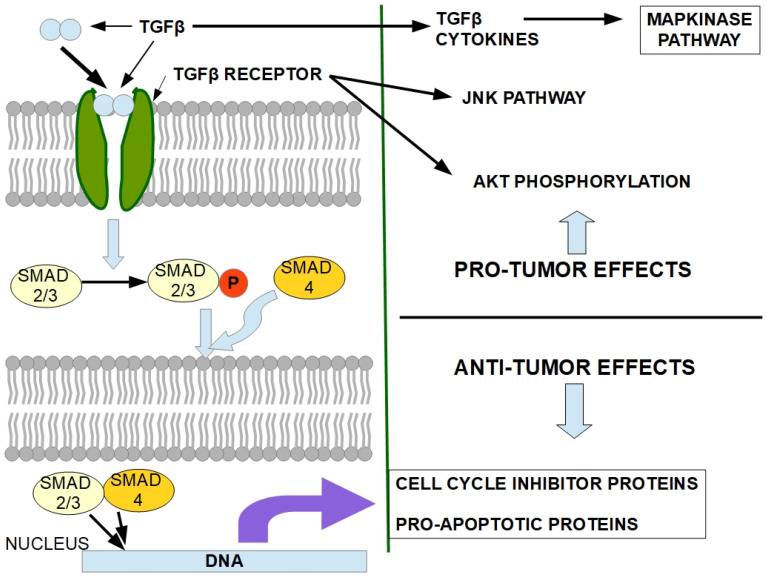 TGFβ
TGFβ
CYTOKINES
MAPKINASE
PATHWAY
TGFβ RECEPTOR
JNK PATHWAY
AKT PHOSPHORYLATION
SMAD
2/3
SMAD
2/3
P
SMAD
4
PRO-TUMOR EFFECTS
ANTI-TUMOR EFFECTS
SMAD
2/3
SMAD
4
CELL CYCLE INHIBITOR PROTEINS
PRO-APOPTOTIC PROTEINS
NUCLEUS
DNA